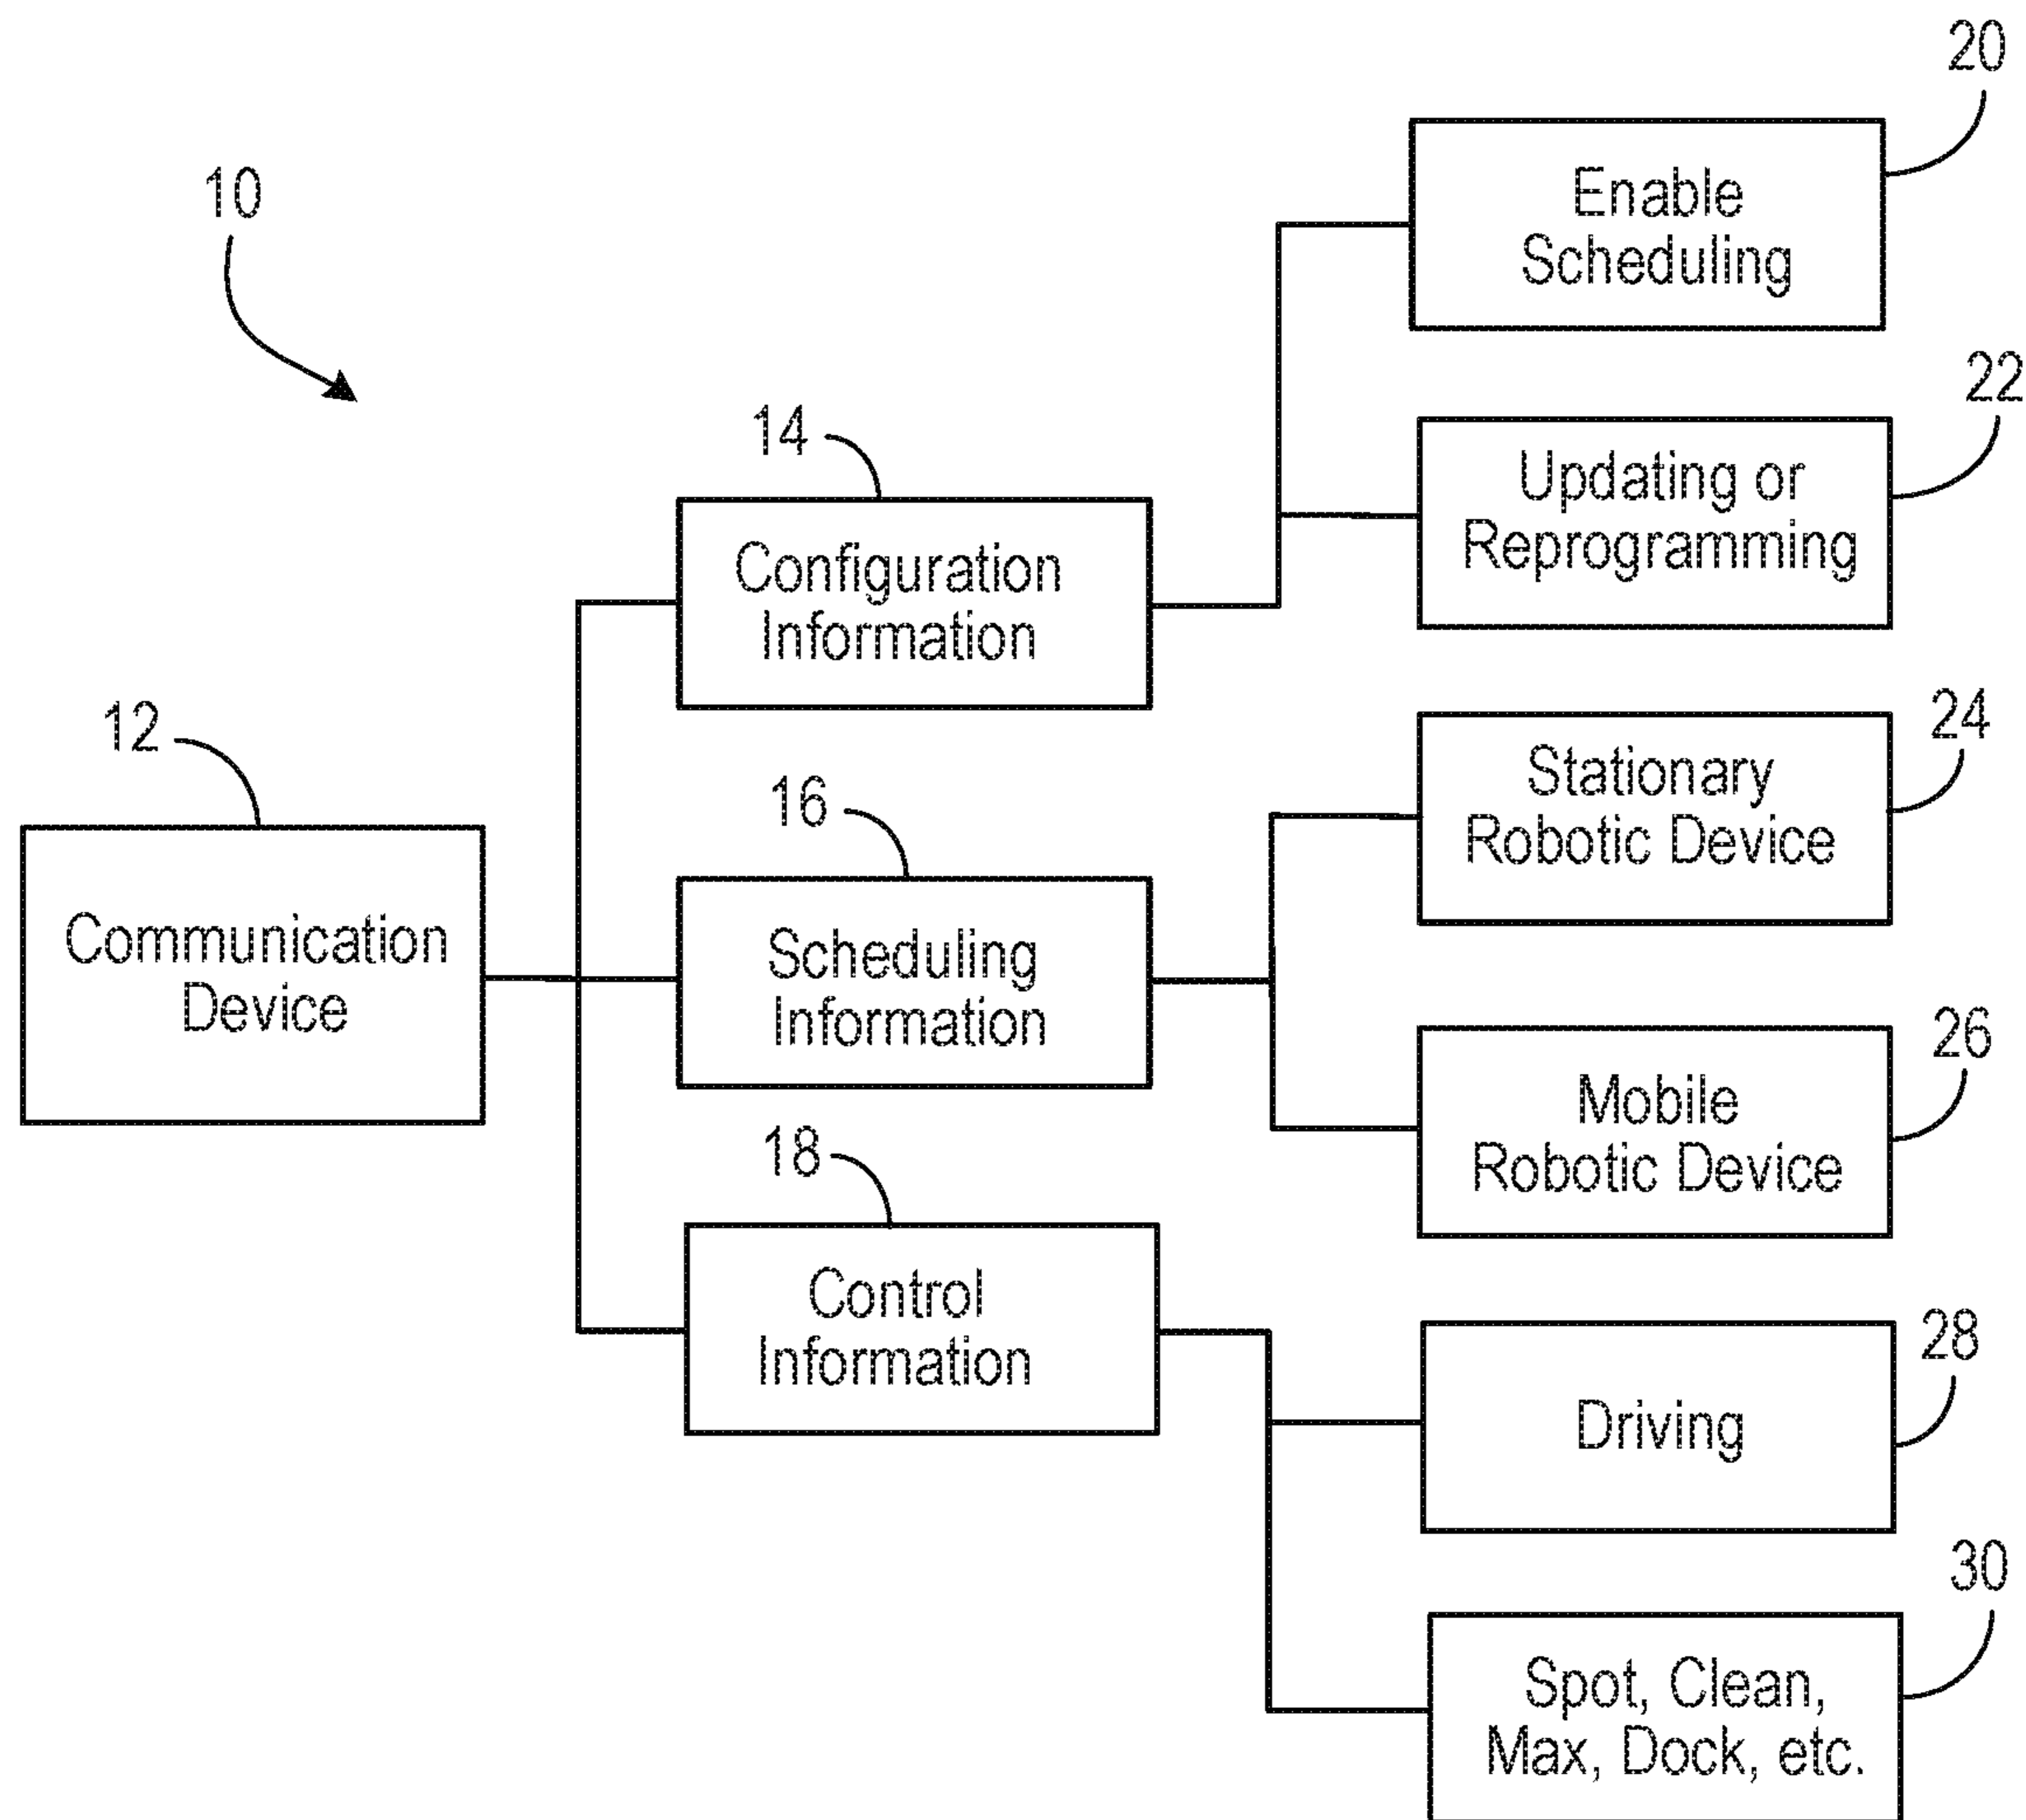 10
12
Communication
Device
14
Configuration
Information
16
Scheduling
Information
18
Control
Information
20
Enable
Scheduling
22
Updating or
Reprogramming
24
Stationary
Robotic Device
26
Mobile
Robotic Device
28
Driving
30
Spot, Clean,
Max, Dock, etc.